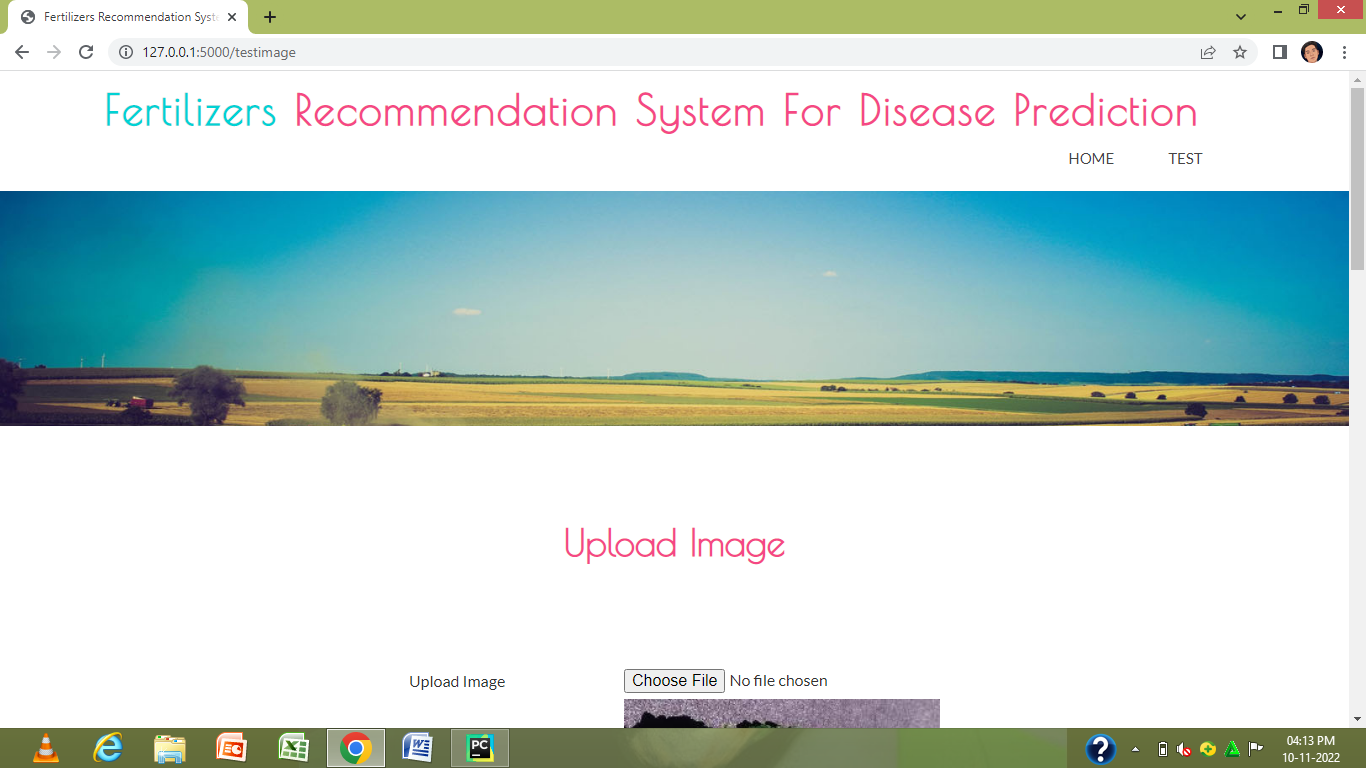 Fertilizers Recommendation Syst
127.0.0.1:5000/testimage
Fertilizers Recommendation System For Disease Prediction
HOME TEST
Upload Image
Upload Image Choose File No file chosen
PC
04:13 PM
10-11-2022